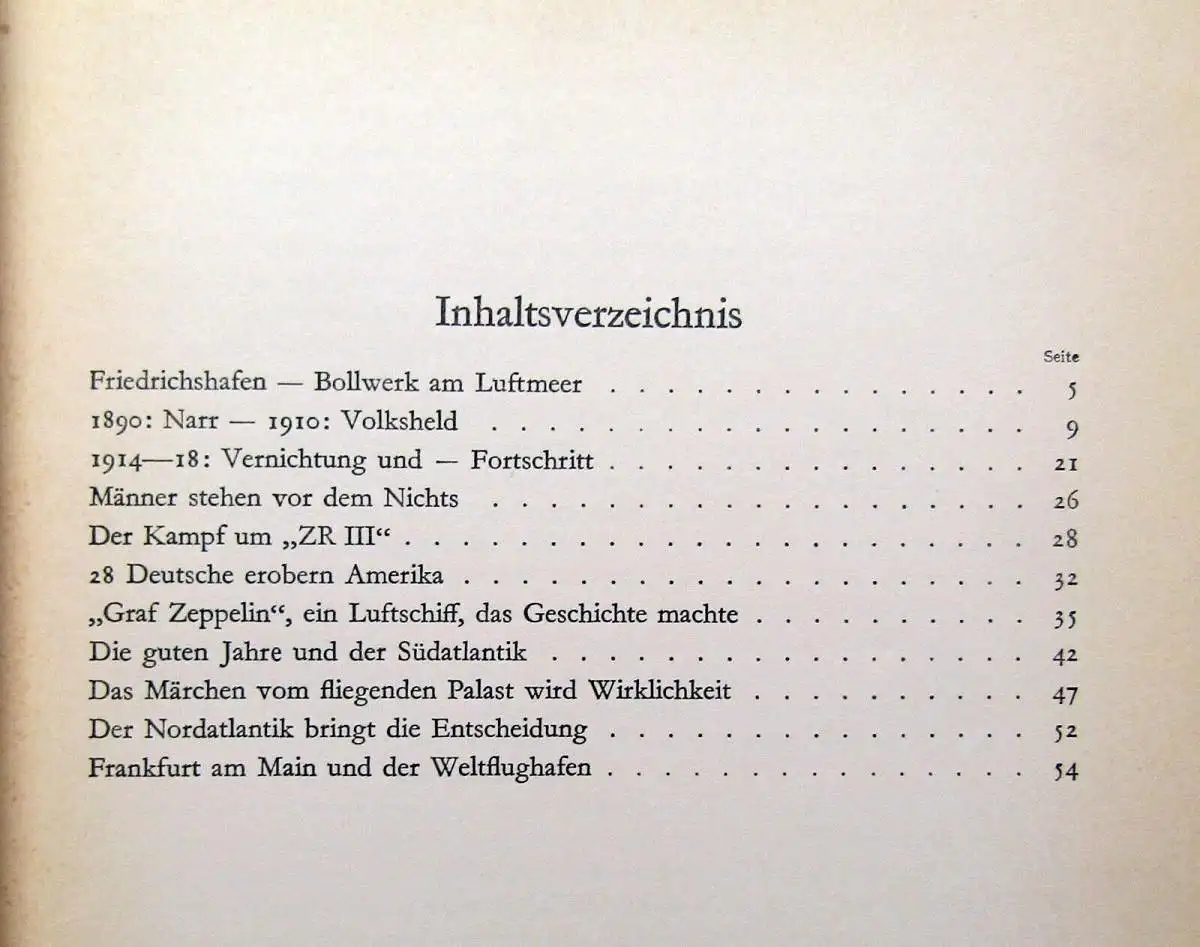 Inhaltsverzeichnis
Seite
Friedrichshafen — Bollwerk am Luftmeer . . . . . . . . . . . . . . . 5
1890: Narr — 1910: Volksheld . . . . . . . . . . . . . . . . . . . 9
1914—18: Vernichtung und — Fortschritt . . . . . . . . . . . . . . . 21
Männer stehen vor dem Nichts . . . . . . . . . . . . . . . . . . . 26
Der Kampf um „ZR III“ . . . . . . . . . . . . . . . . . . . . . . 28
28 Deutsche erobern Amerika . . . . . . . . . . . . . . . . . . . . 32
„Graf Zeppelin“, ein Luftschiff, das Geschichte machte . . . . . . . . . . 35
Die guten Jahre und der Südatlantik . . . . . . . . . . . . . . . . . 42
Das Märchen vom fliegenden Palast wird Wirklichkeit . . . . . . . . . . 47
Der Nordatlantik bringt die Entscheidung . . . . . . . . . . . . . . . 52
Frankfurt am Main und der Weltflughafen . . . . . . . . . . . . . . . 54